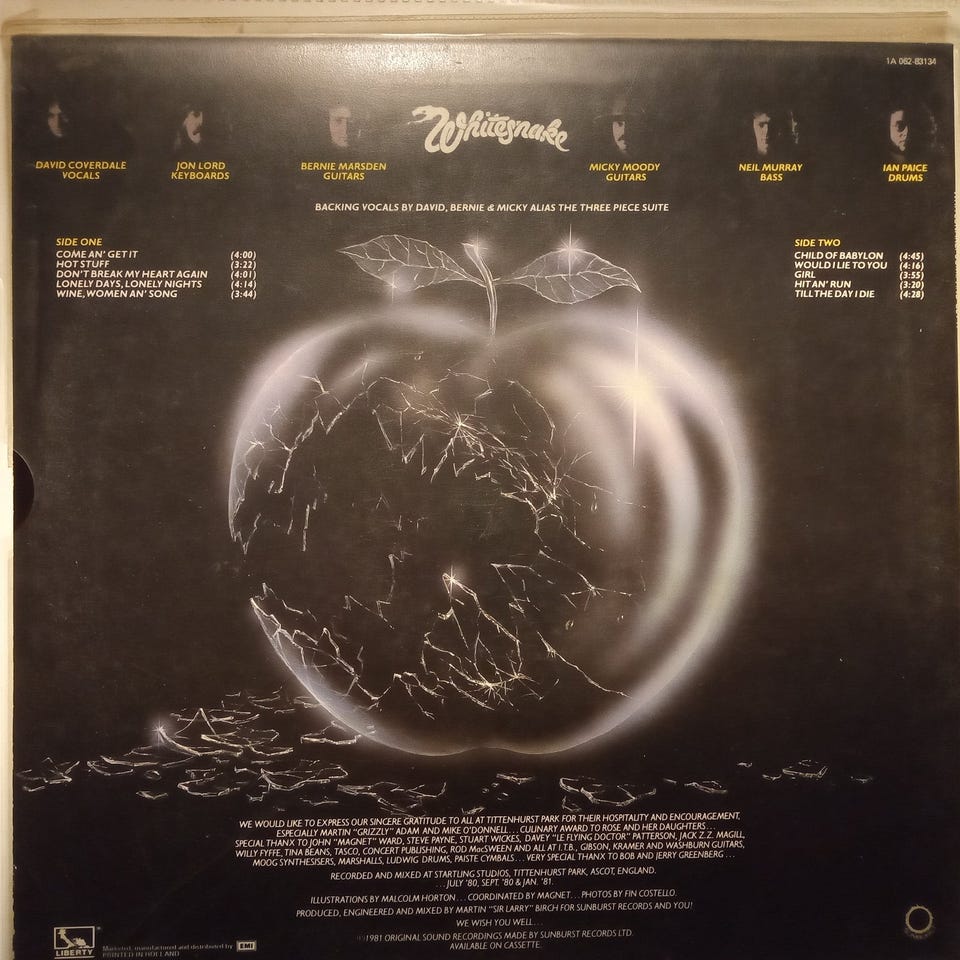 1A 062-83134
Whitesnake
DAVID COVERDALE
VOCALS
JON LORD
KEYBOARDS
BERNIE MARSDEN
GUITARS
MICKY MOODY
GUITARS
NEIL MURRAY
BASS
IAN PAICE
DRUMS
BACKING VOCALS BY DAVID, BERNIE & MICKY ALIAS THE THREE PIECE SUITE
SIDE ONE
COME AN' GET IT (4:00)
HOT STUFF (3:22)
DON'T BREAK MY HEART AGAIN (4:01)
LONELY DAYS, LONELY NIGHTS (4:14)
WINE, WOMEN AN' SONG (3:44)
SIDE TWO
CHILD OF BABYLON (4:45)
WOULD I LIE TO YOU (4:16)
GIRL (3:55)
HIT AN' RUN (3:20)
TILL THE DAY I DIE (4:28)
WE WOULD LIKE TO EXPRESS OUR SINCERE GRATITUDE TO ALL AT TITTENHURST PARK FOR THEIR HOSPITALITY AND ENCOURAGEMENT,
ESPECIALLY MARTIN "GRIZZLY" ADAM AND MIKE O'DONNELL... CULINARY AWARD TO ROSE AND HER DAUGHTERS...
SPECIAL THANX TO JOHN "MAGNET" WARD, STEVE PAYNE, STUART WICKES, DAVEY "LE FLYING DOCTOR" PATTERSON, JACK Z.Z. MAGILL,
WILLY FYFFE, TINA BEANS, TASCO, CONCERT PUBLISHING, ROD MacSWEEN AND ALL AT I.T.B., GIBSON, KRAMER AND WASHBURN GUITARS,
MOOG SYNTHESISERS, MARSHALLS, LUDWIG DRUMS, PAISTE CYMBALS... VERY SPECIAL THANX TO BOB AND JERRY GREENBERG...
RECORDED AND MIXED AT STARTLING STUDIOS, TITTENHURST PARK, ASCOT, ENGLAND.
...JULY '80, SEPT. '80 & JAN. '81.
ILLUSTRATIONS BY MALCOLM HORTON... COORDINATED BY MAGNET... PHOTOS BY FIN COSTELLO.
PRODUCED, ENGINEERED AND MIXED BY MARTIN "SIR LARRY" BIRCH FOR SUNBURST RECORDS AND YOU!
WE WISH YOU WELL...
℗1981 ORIGINAL SOUND RECORDINGS MADE BY SUNBURST RECORDS LTD.
AVAILABLE ON CASSETTE.
LIBERTY
Marketed, manufactured and distributed by EMI
PRINTED IN HOLLAND